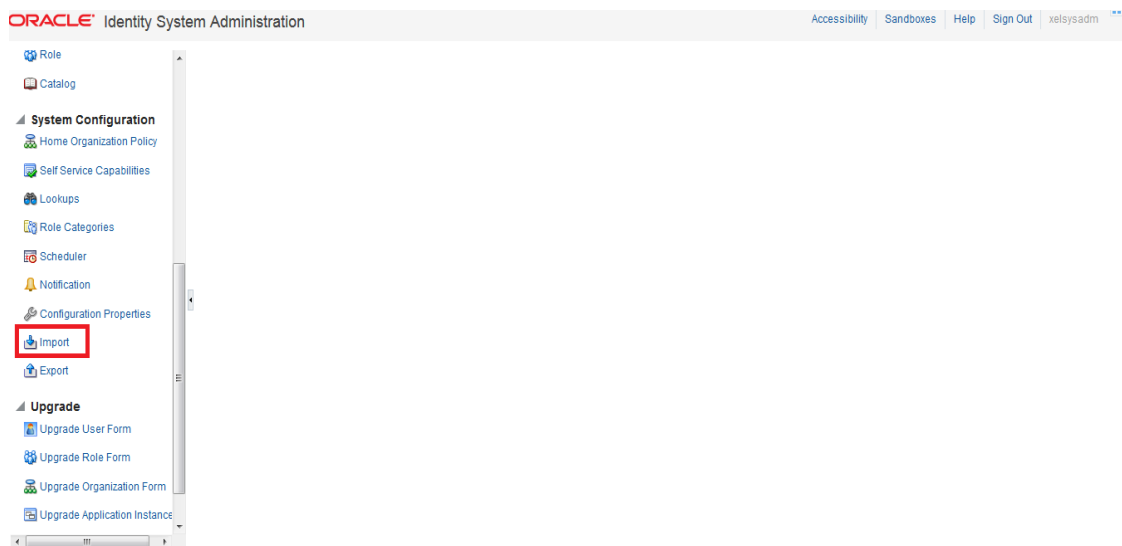 ORACLE® Identity System Administration
Accessibility Sandboxes Help Sign Out xelsysadm
Role
Catalog
System Configuration
Home Organization Policy
Self Service Capabilities
Lookups
Role Categories
Scheduler
Notification
Configuration Properties
Import
Export
Upgrade
Upgrade User Form
Upgrade Role Form
Upgrade Organization Form
Upgrade Application Instance